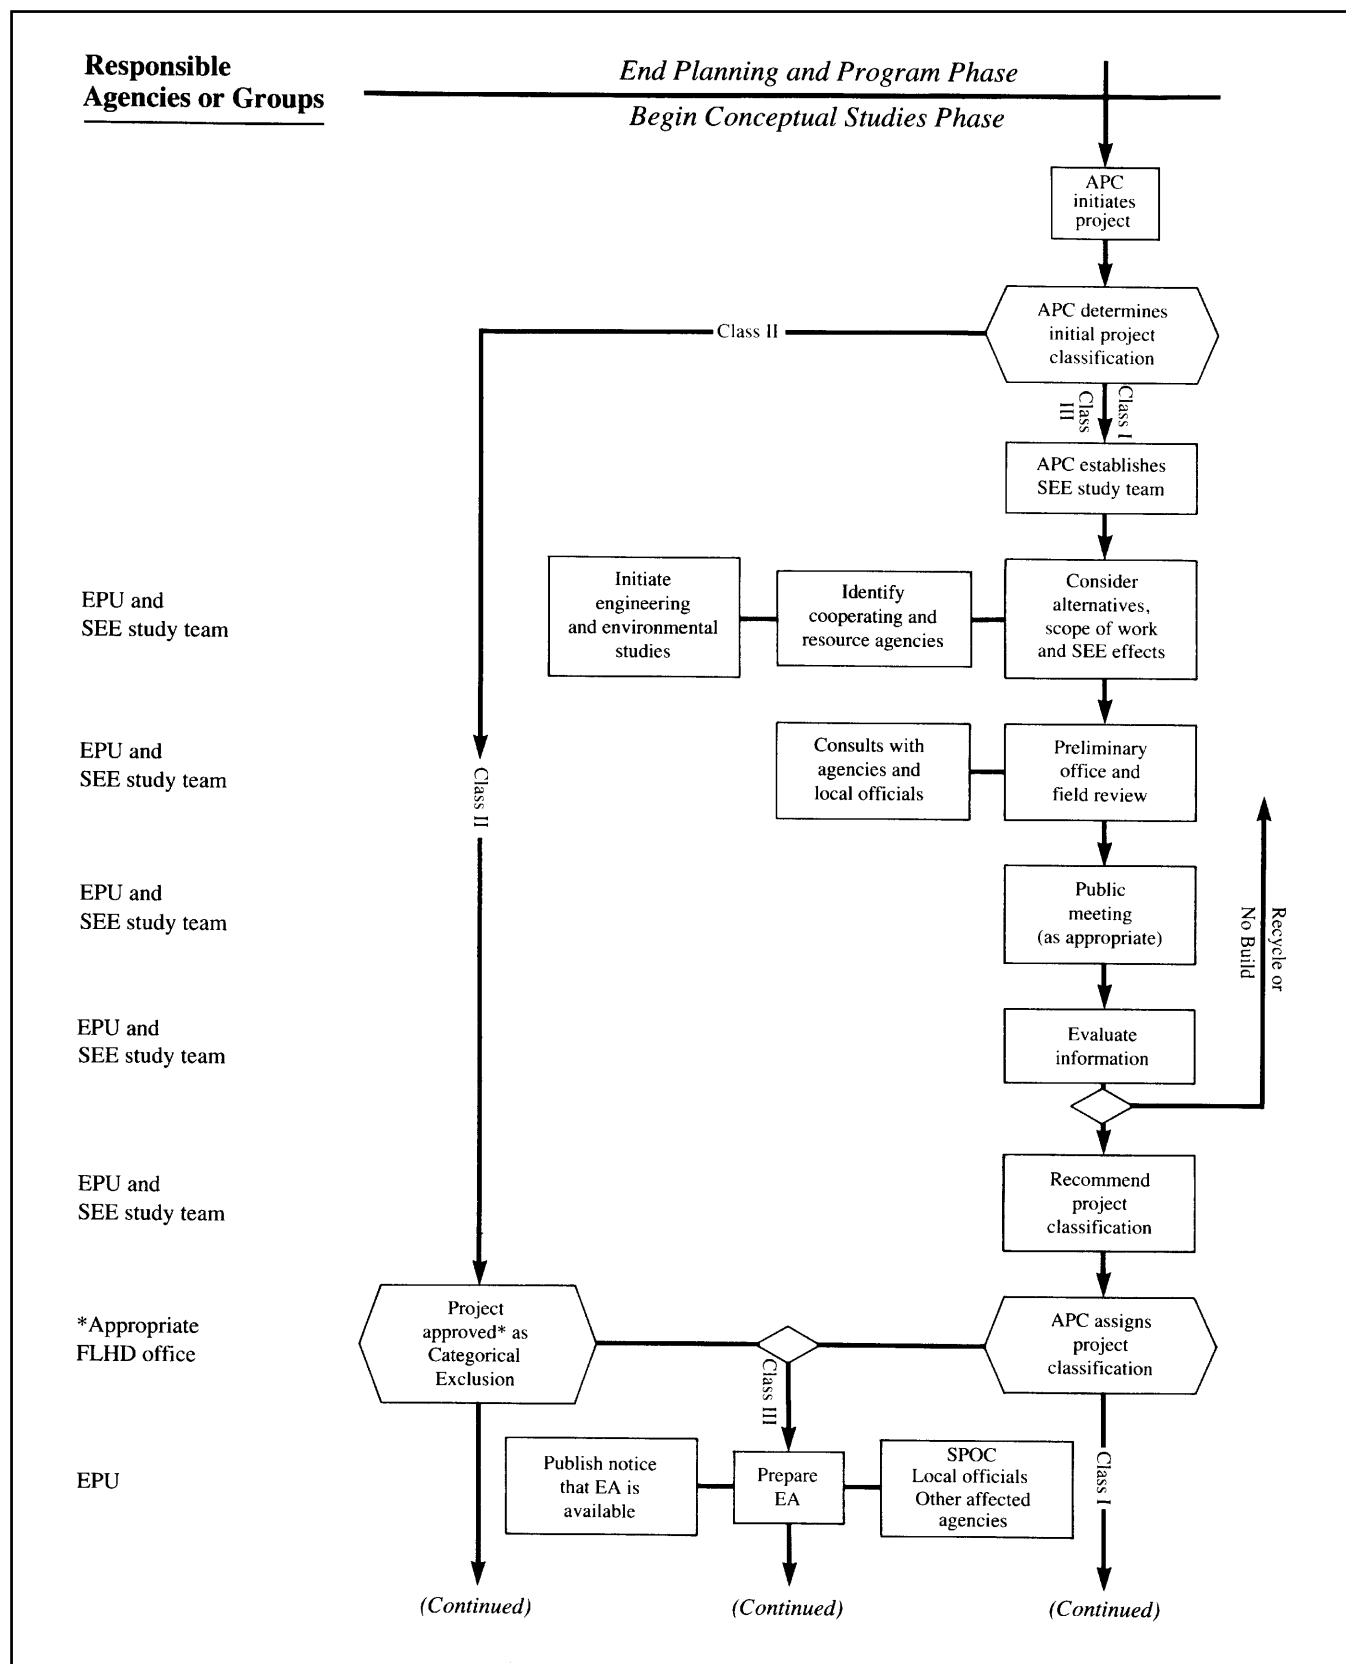 Responsible
Agencies or Groups
End Planning and Program Phase
Begin Conceptual Studies Phase
APC
initiates
project
APC determines
initial project
classification
Class II
Class I
Class
III
APC establishes
SEE study team
EPU and
SEE study team
Initiate
engineering
and environmental
studies
Identify
cooperating and
resource agencies
Consider
alternatives,
scope of work
and SEE effects
EPU and
SEE study team
Class II
Consults with
agencies and
local officials
Preliminary
office and
field review
EPU and
SEE study team
Public
meeting
(as appropriate)
Recycle or
No Build
EPU and
SEE study team
Evaluate
information
EPU and
SEE study team
Recommend
project
classification
*Appropriate
FLHD office
Project
approved* as
Categorical
Exclusion
APC assigns
project
classification
Class III
Class I
EPU
Publish notice
that EA is
available
Prepare
EA
SPOC
Local officials
Other affected
agencies
(Continued)
(Continued)
(Continued)